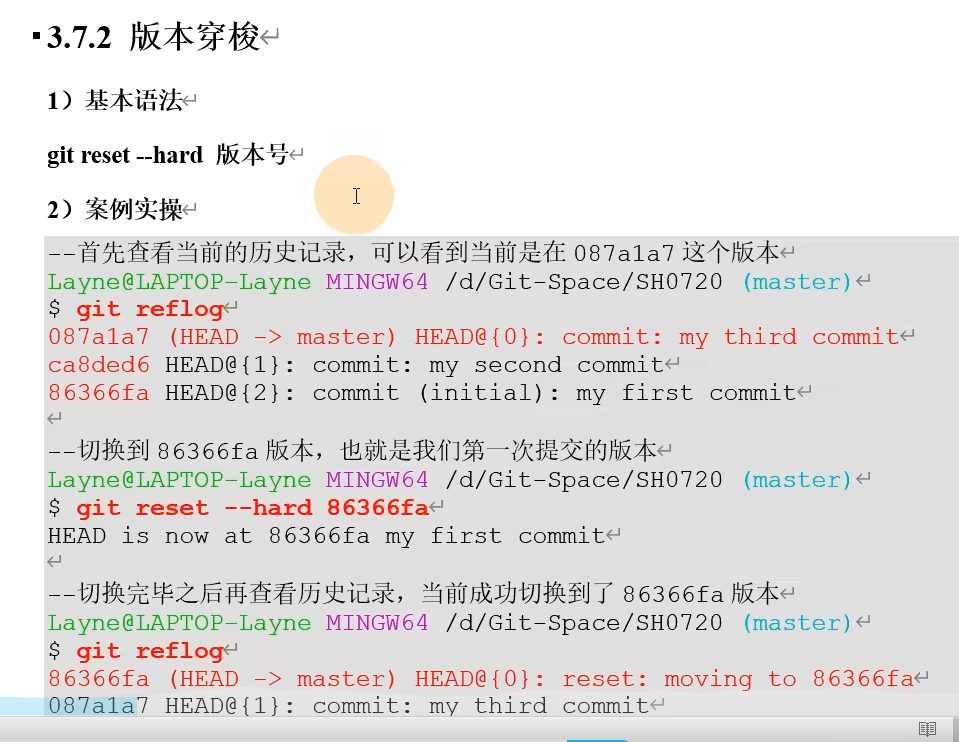 3.7.2 版本穿梭
1）基本语法
git reset --hard 版本号
2）案例实操
--首先查看当前的历史记录，可以看到当前是在 087a1a7 这个版本
Layne@LAPTOP-Layne MINGW64 /d/Git-Space/SH0720 (master)
$ git reflog
087a1a7 (HEAD -> master) HEAD@{0}: commit: my third commit
ca8ded6 HEAD@{1}: commit: my second commit
86366fa HEAD@{2}: commit (initial): my first commit
--切换到 86366fa 版本，也就是我们第一次提交的版本
Layne@LAPTOP-Layne MINGW64 /d/Git-Space/SH0720 (master)
$ git reset --hard 86366fa
HEAD is now at 86366fa my first commit
--切换完毕之后再查看历史记录，当前成功切换到了 86366fa 版本
Layne@LAPTOP-Layne MINGW64 /d/Git-Space/SH0720 (master)
$ git reflog
86366fa (HEAD -> master) HEAD@{0}: reset: moving to 86366fa
087a1a7 HEAD@{1}: commit: my third commit